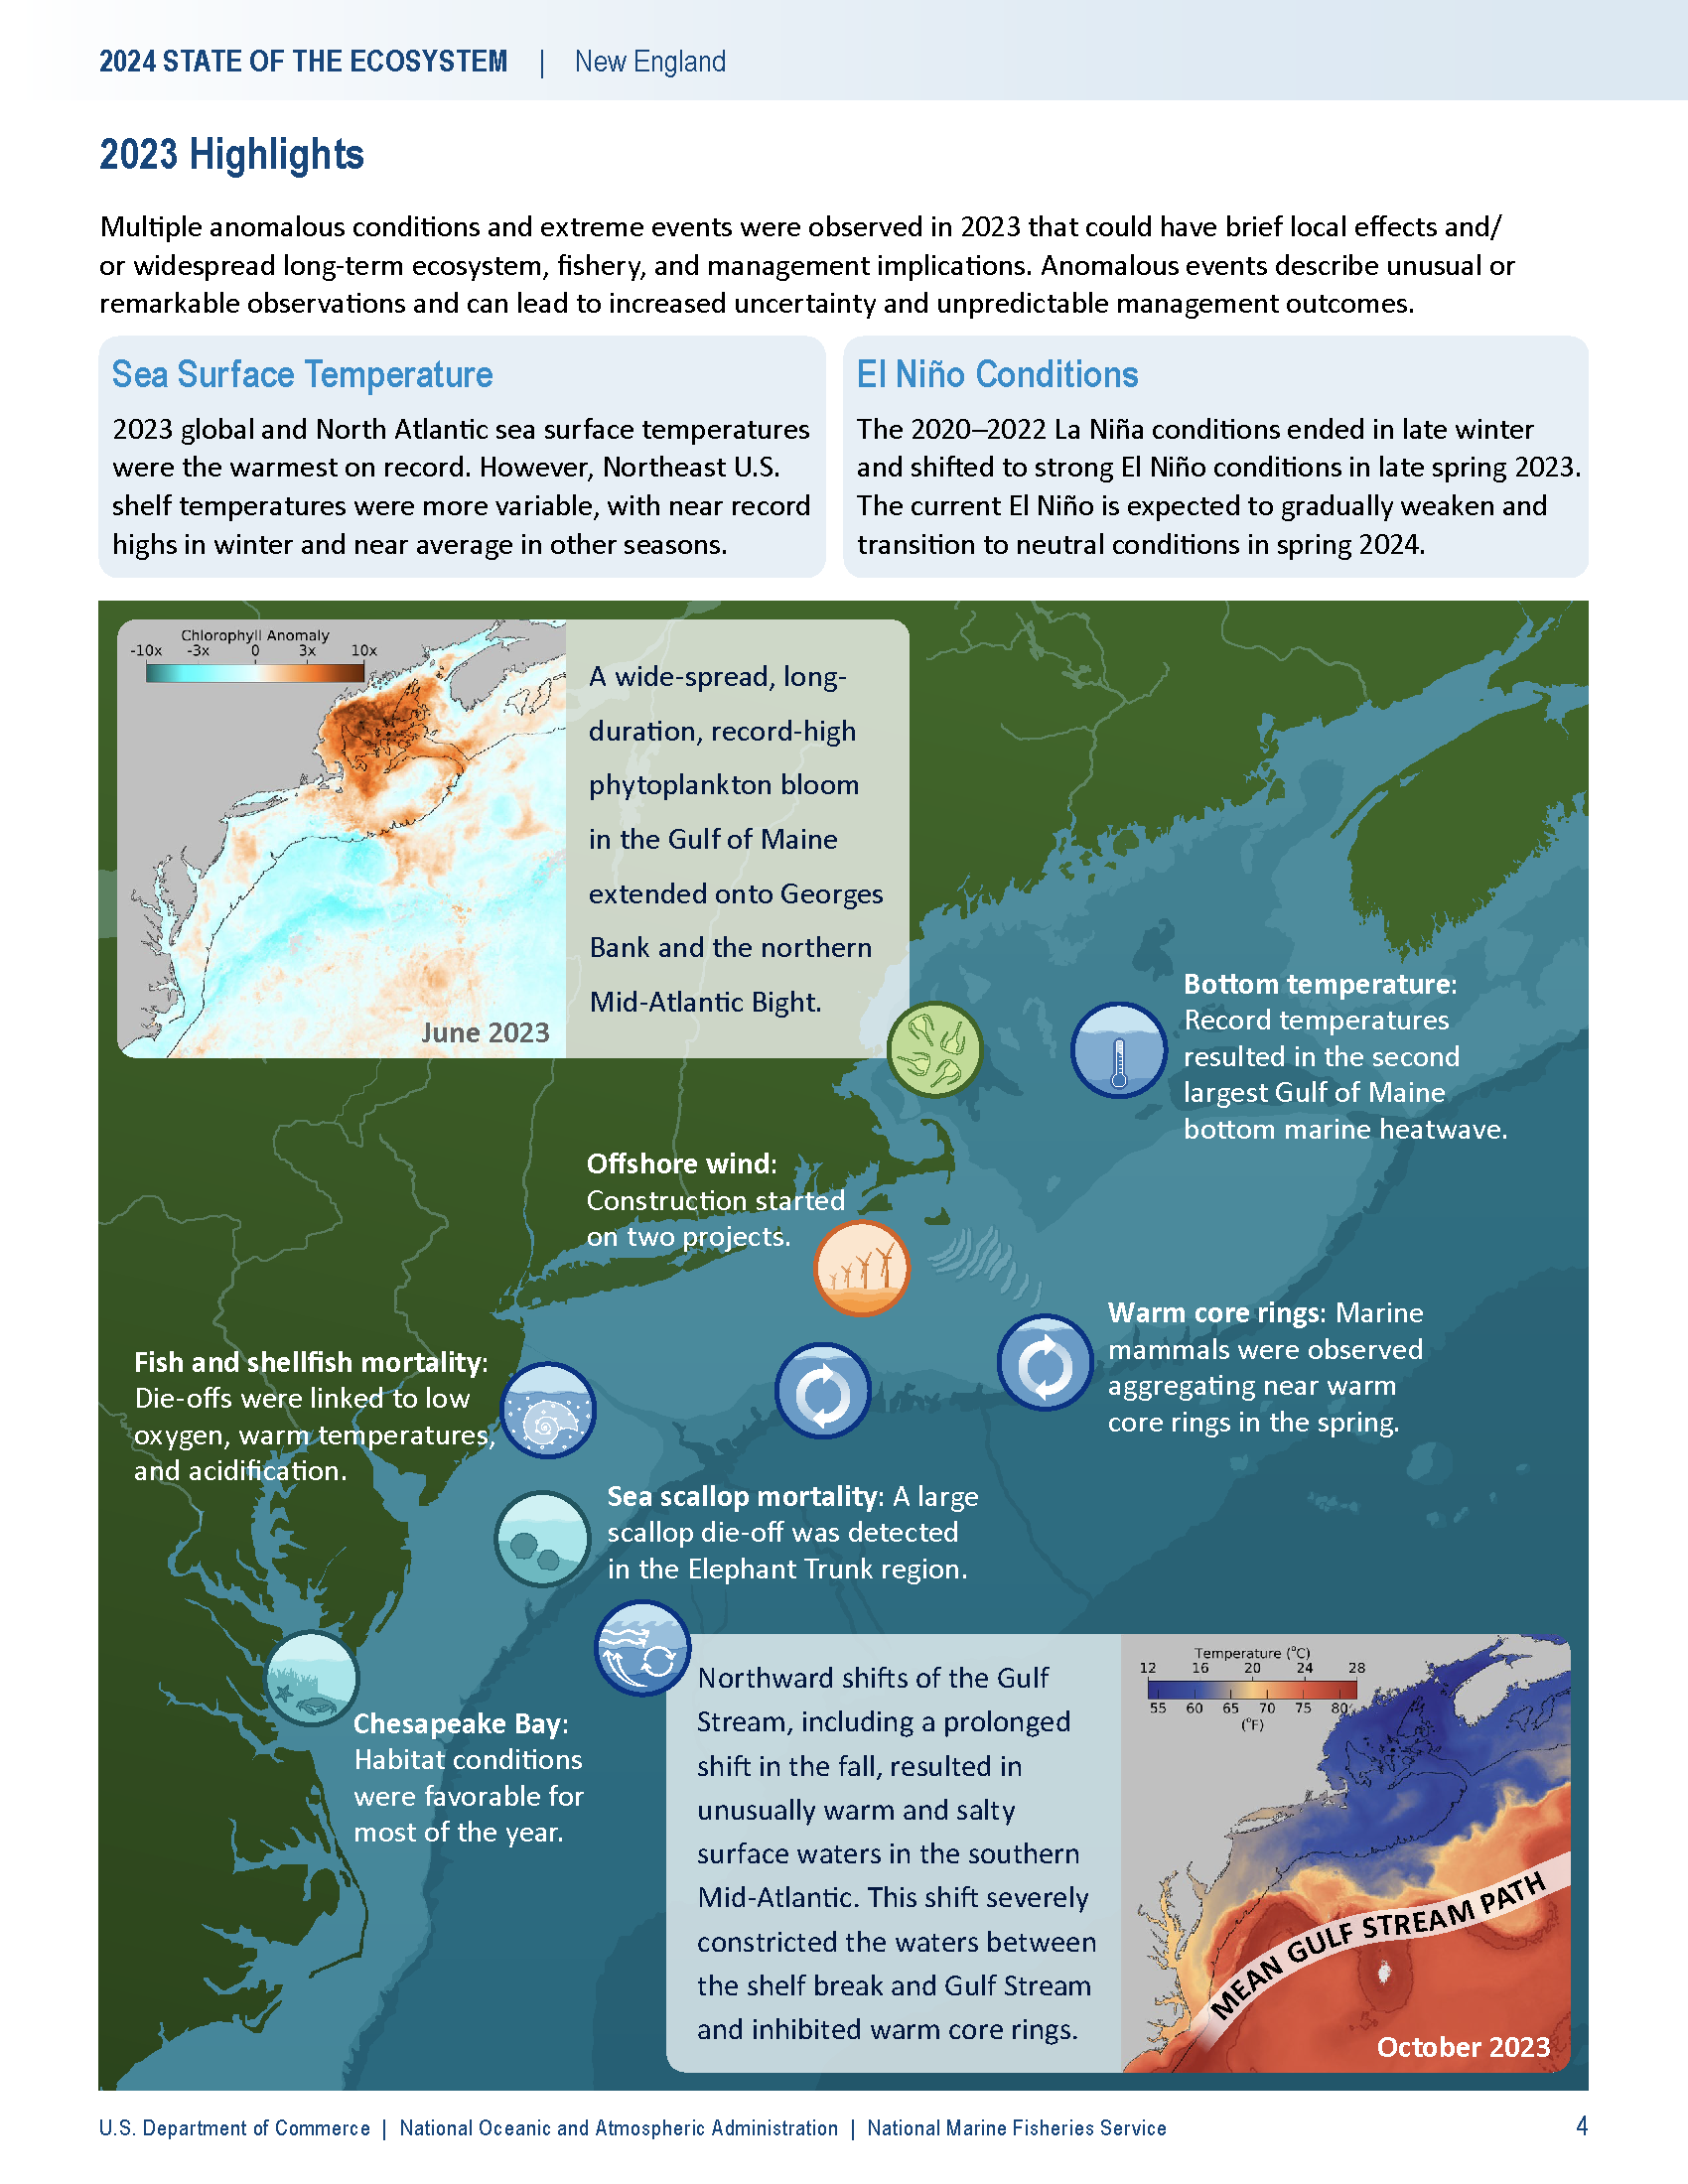 2024 STATE OF THE ECOSYSTEM | New England
2023 Highlights
Multiple anomalous conditions and extreme events were observed in 2023 that could have brief local effects and/
or widespread long-term ecosystem, fishery, and management implications. Anomalous events describe unusual or
remarkable observations and can lead to increased uncertainty and unpredictable management outcomes.
Sea Surface Temperature
2023 global and North Atlantic sea surface temperatures
were the warmest on record. However, Northeast U.S.
shelf temperatures were more variable, with near record
highs in winter and near average in other seasons.
El Niño Conditions
The 2020–2022 La Niña conditions ended in late winter
and shifted to strong El Niño conditions in late spring 2023.
The current El Niño is expected to gradually weaken and
transition to neutral conditions in spring 2024.
Chlorophyll Anomaly
-10x -3x 0 3x 10x
June 2023
A wide-spread, long-
duration, record-high
phytoplankton bloom
in the Gulf of Maine
extended onto Georges
Bank and the northern
Mid-Atlantic Bight.
Bottom temperature:
Record temperatures
resulted in the second
largest Gulf of Maine
bottom marine heatwave.
Offshore wind:
Construction started
on two projects.
Warm core rings: Marine
mammals were observed
aggregating near warm
core rings in the spring.
Fish and shellfish mortality:
Die-offs were linked to low
oxygen, warm temperatures,
and acidification.
Sea scallop mortality: A large
scallop die-off was detected
in the Elephant Trunk region.
Chesapeake Bay:
Habitat conditions
were favorable for
most of the year.
Northward shifts of the Gulf
Stream, including a prolonged
shift in the fall, resulted in
unusually warm and salty
surface waters in the southern
Mid-Atlantic. This shift severely
constricted the waters between
the shelf break and Gulf Stream
and inhibited warm core rings.
Temperature (°C)
12 16 20 24 28
55 60 65 70 75 80
(°F)
MEAN GULF STREAM PATH
October 2023
U.S. Department of Commerce | National Oceanic and Atmospheric Administration | National Marine Fisheries Service
4